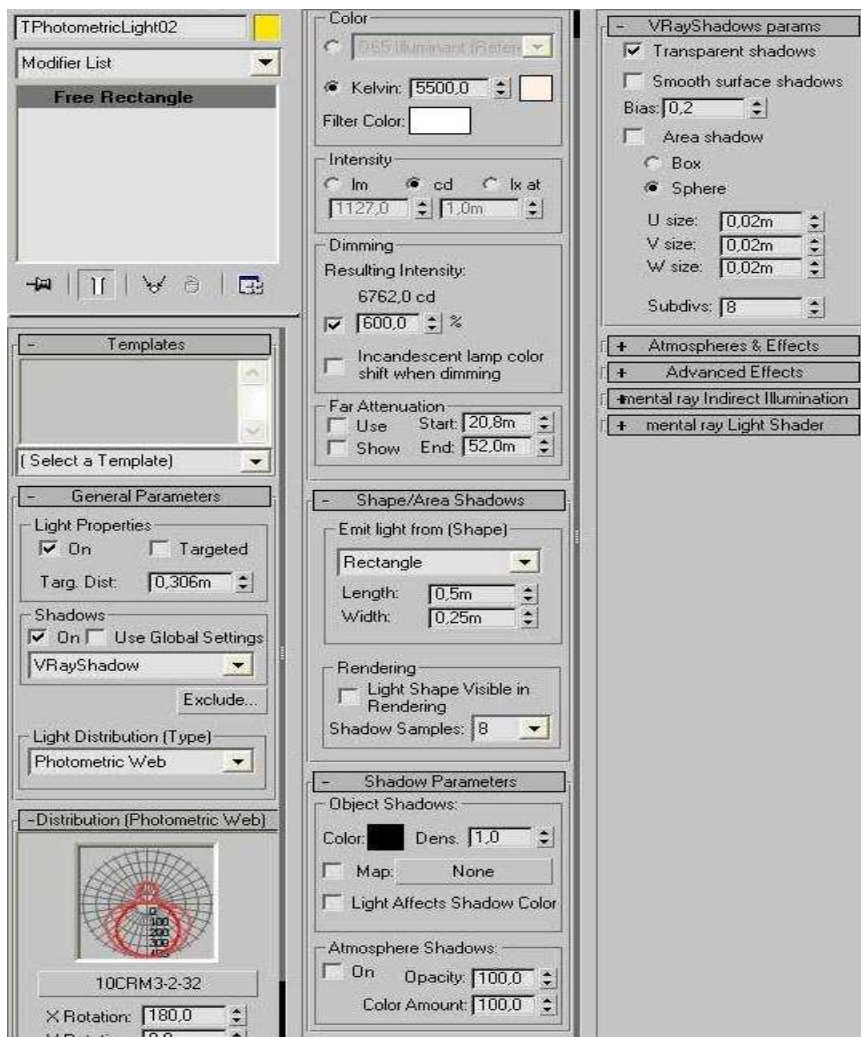 TPhotometricLight02
Modifier List
Free Rectangle
- Templates
(Select a Template)
- General Parameters
Light Properties
On Targeted
Targ. Dist: 0,306m
Shadows
On Use Global Settings
VRayShadow
Exclude...
Light Distribution (Type)
Photometric Web
-Distribution (Photometric Web)
0
100
200
300
10CRM3-2-32
X Rotation: 180,0
Color
D65 Illuminant (Refere
Kelvin: 5500,0
Filter Color:
Intensity
lm cd lx at
1127,0 1,0m
Dimming
Resulting Intensity:
6762,0 cd
600,0 %
Incandescent lamp color
shift when dimming
Far Attenuation
Use Start: 20,8m
Show End: 52,0m
- Shape/Area Shadows
Emit light from (Shape)
Rectangle
Length: 0,5m
Width: 0,25m
Rendering
Light Shape Visible in
Rendering
Shadow Samples: 8
- Shadow Parameters
Object Shadows:
Color: Dens. 1,0
Map: None
Light Affects Shadow Color
Atmosphere Shadows:
On Opacity: 100,0
Color Amount: 100,0
- VRayShadows params
Transparent shadows
Smooth surface shadows
Bias: 0,2
Area shadow
Box
Sphere
U size: 0,02m
V size: 0,02m
W size: 0,02m
Subdivs: 8
+ Atmospheres & Effects
+ Advanced Effects
+ mental ray Indirect Illumination
+ mental ray Light Shader